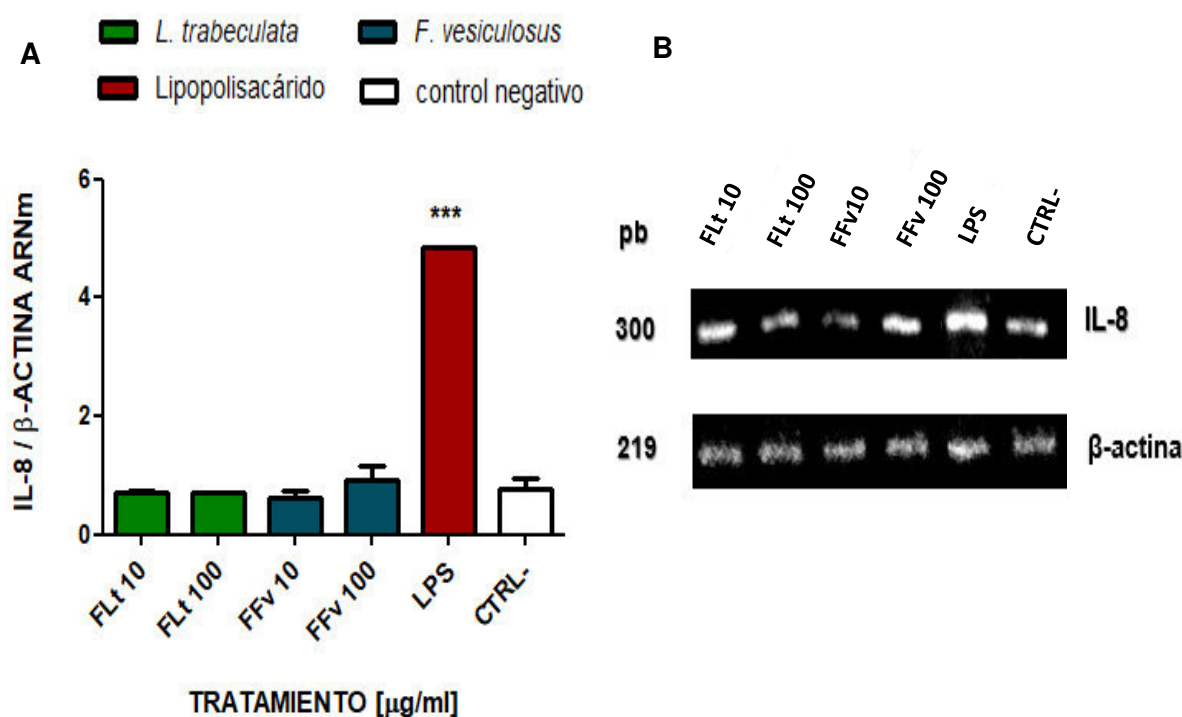 A
L. trabeculata
F. vesiculosus
Lipopolisacárido
control negativo
IL-8 / β-ACTINA ARNm
6
4
2
0
***
FLt 10
FLt 100
FFv 10
FFv 100
LPS
CTRL-
TRATAMIENTO [µg/ml]
B
pb
FLt 10
FLt 100
FFv10
FFv 100
LPS
CTRL-
300
IL-8
219
β-actina